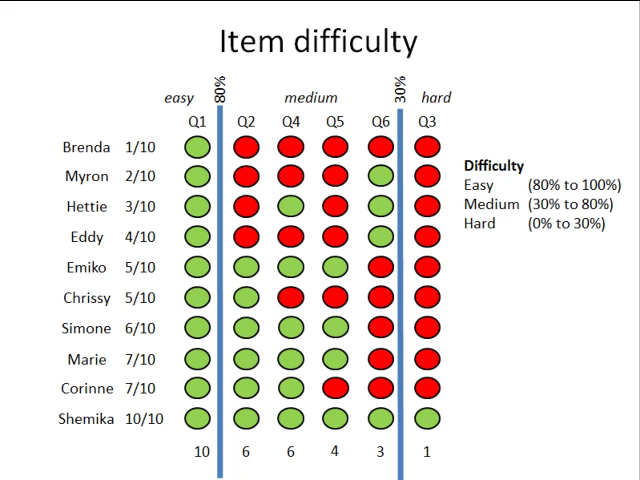 Item difficulty
easy 80% medium 30% hard
Q1 Q2 Q4 Q5 Q6 Q3
Brenda 1/10
Myron 2/10
Hettie 3/10
Eddy 4/10
Emiko 5/10
Chrissy 5/10
Simone 6/10
Marie 7/10
Corinne 7/10
Shemika 10/10
10 6 6 4 3 1
Difficulty
Easy (80% to 100%)
Medium (30% to 80%)
Hard (0% to 30%)